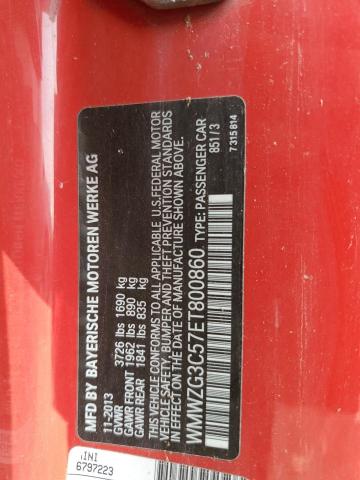 MFD BY BAYERISCHE MOTOREN WERKE AG
11-2013
GVWR 3726 lbs 1690 kg
GAWR FRONT 1962 lbs 890 kg
GAWR REAR 1841 lbs 835 kg
THIS VEHICLE CONFORMS TO ALL APPLICABLE U.S. FEDERAL MOTOR
VEHICLE SAFETY, BUMPER AND THEFT PREVENTION STANDARDS
IN EFFECT ON THE DATE OF MANUFACTURE SHOWN ABOVE.
WMWZG3C57ET800860 TYPE: PASSENGER CAR
851/3
7315814
MINI
6797223